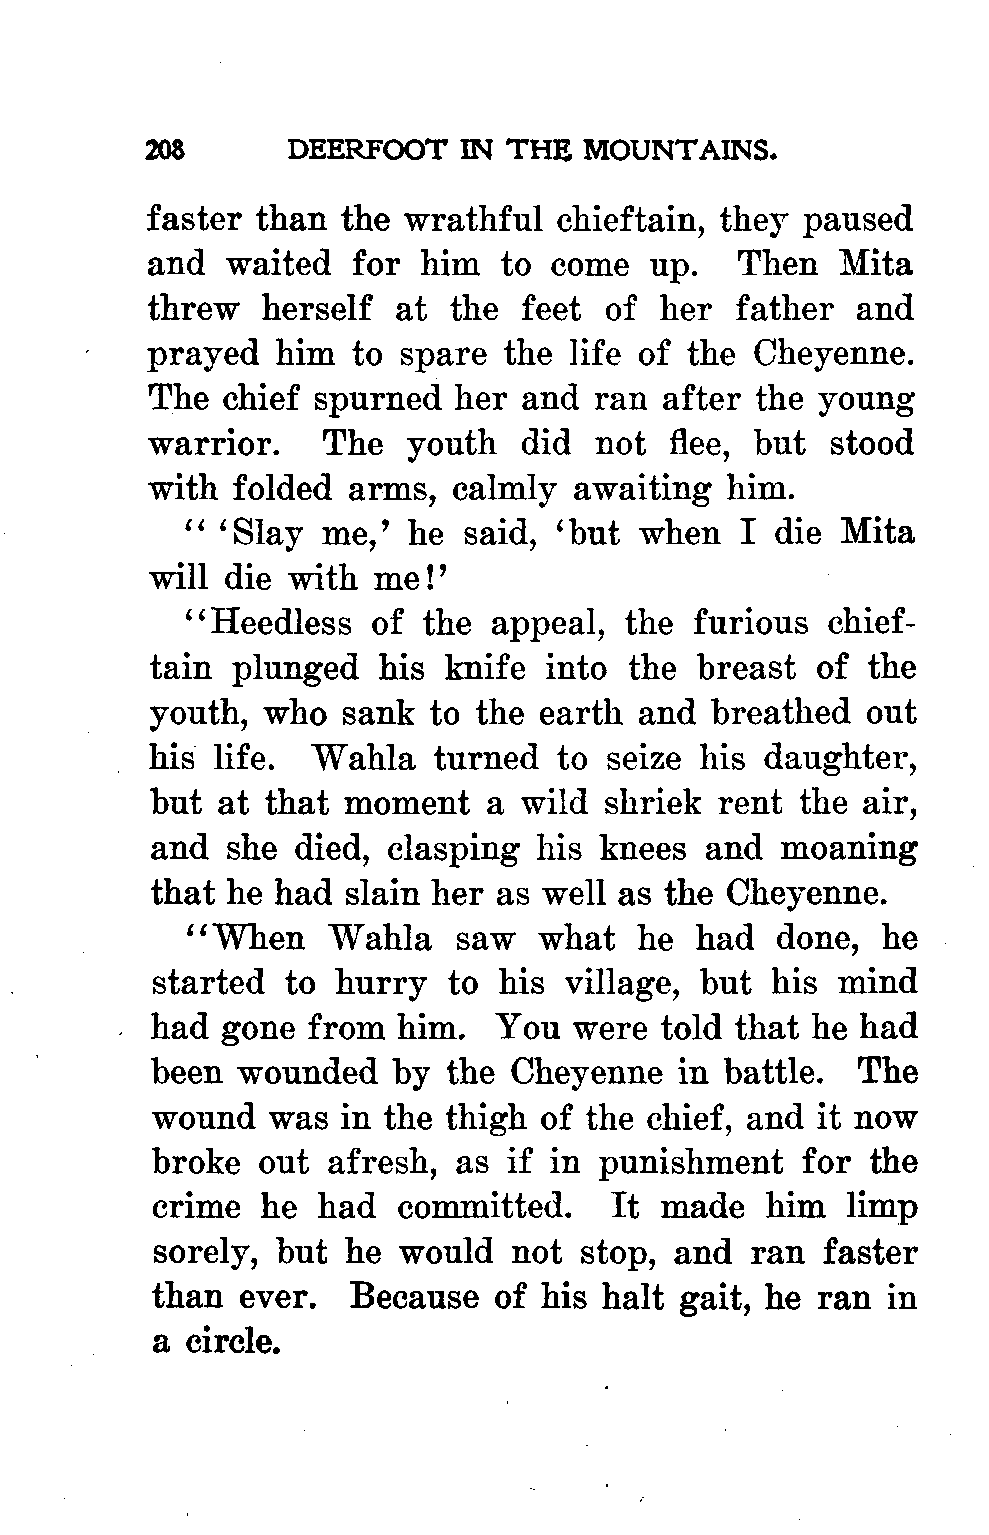 208 DEERFOOT IN THE MOUNTAINS.
faster than the wrathful chieftain, they paused
and waited for him to come up. Then Mita
threw herself at the feet of her father and
prayed him to spare the life of the Cheyenne.
The chief spurned her and ran after the young
warrior. The youth did not flee, but stood
with folded arms, calmly awaiting him.
“ ‘Slay me,’ he said, ‘but when I die Mita
will die with me!’
“Heedless of the appeal, the furious chief-
tain plunged his knife into the breast of the
youth, who sank to the earth and breathed out
his life. Wahla turned to seize his daughter,
but at that moment a wild shriek rent the air,
and she died, clasping his knees and moaning
that he had slain her as well as the Cheyenne.
“When Wahla saw what he had done, he
started to hurry to his village, but his mind
had gone from him. You were told that he had
been wounded by the Cheyenne in battle. The
wound was in the thigh of the chief, and it now
broke out afresh, as if in punishment for the
crime he had committed. It made him limp
sorely, but he would not stop, and ran faster
than ever. Because of his halt gait, he ran in
a circle.